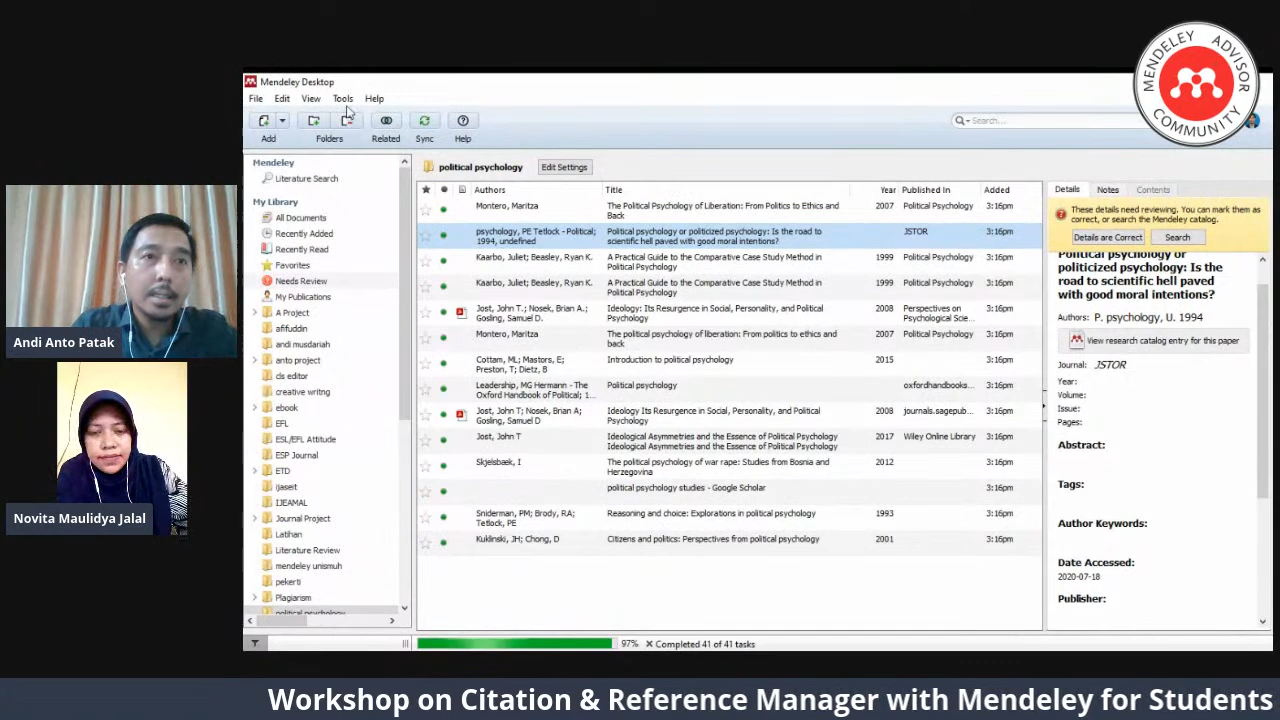 Mendeley Desktop
File Edit View Tools Help
Add Folders Related Sync Help
Search...
MENDELEY ADVISOR COMMUNITY
Mendeley
Literature Search
My Library
All Documents
Recently Added
Recently Read
Favorites
Needs Review
My Publications
A Project
afifuddin
andi musdariah
anto project
cls editor
creative writng
ebook
EFL
ESL/EFL Attitude
ESP Journal
ETD
ijaseit
IJEAMAL
Journal Project
Latihan
Literature Review
mendeley unismuh
pekerti
Plagiarism
political psychology
political psychology Edit Settings
Authors Title Year Published In Added
Montero, Maritza The Political Psychology of Liberation: From Politics to Ethics and 2007 Political Psychology 3:16pm
Back
psychology, PE Tetlock - Political; Political psychology or politicized psychology: Is the road to JSTOR 3:16pm
1994, undefined scientific hell paved with good moral intentions?
Kaarbo, Juliet; Beasley, Ryan K. A Practical Guide to the Comparative Case Study Method in 1999 Political Psychology 3:16pm
Political Psychology
Kaarbo, Juliet; Beasley, Ryan K. A Practical Guide to the Comparative Case Study Method in 1999 Political Psychology 3:16pm
Political Psychology
Jost, John T.; Nosek, Brian A.; Ideology: Its Resurgence in Social, Personality, and Political 2008 Perspectives on 3:16pm
Gosling, Samuel D. Psychology Psychological Scie...
Montero, Maritza The political psychology of liberation: From politics to ethics and 2007 Political Psychology 3:16pm
back
Cottam, ML; Mastors, E; Introduction to political psychology 2015 3:16pm
Preston, T; Dietz, B
Leadership, MG Hermann - The Political psychology oxfordhandbooks... 3:16pm
Oxford Handbook of Political; 1...
Jost, John T; Nosek, Brian A; Ideology Its Resurgence in Social, Personality, and Political 2008 journals.sagepub... 3:16pm
Gosling, Samuel D Psychology
Jost, John T Ideological Asymmetries and the Essence of Political Psychology 2017 Wiley Online Library 3:16pm
Ideological Asymmetries and the Essence of Political Psychology
Skjelsbæk, I The political psychology of war rape: Studies from Bosnia and 2012 3:16pm
Herzegovina
political psychology studies - Google Scholar 3:16pm
Sniderman, PM; Brody, RA; Reasoning and choice: Explorations in political psychology 1993 3:16pm
Tetlock, PE
Kuklinski, JH; Chong, D Citizens and politics: Perspectives from political psychology 2001 3:16pm
Details Notes Contents
These details need reviewing. You can mark them as
correct, or search the Mendeley catalog.
Details are Correct Search
Political psychology or
politicized psychology: Is the
road to scientific hell paved
with good moral intentions?
Authors: P. psychology, U. 1994
View research catalog entry for this paper
Journal: JSTOR
Year:
Volume:
Issue:
Pages:
Abstract:
Tags:
Author Keywords:
Date Accessed:
2020-07-18
Publisher:
97% Completed 41 of 41 tasks
Andi Anto Patak
Novita Maulidya Jalal
Workshop on Citation & Reference Manager with Mendeley for Students